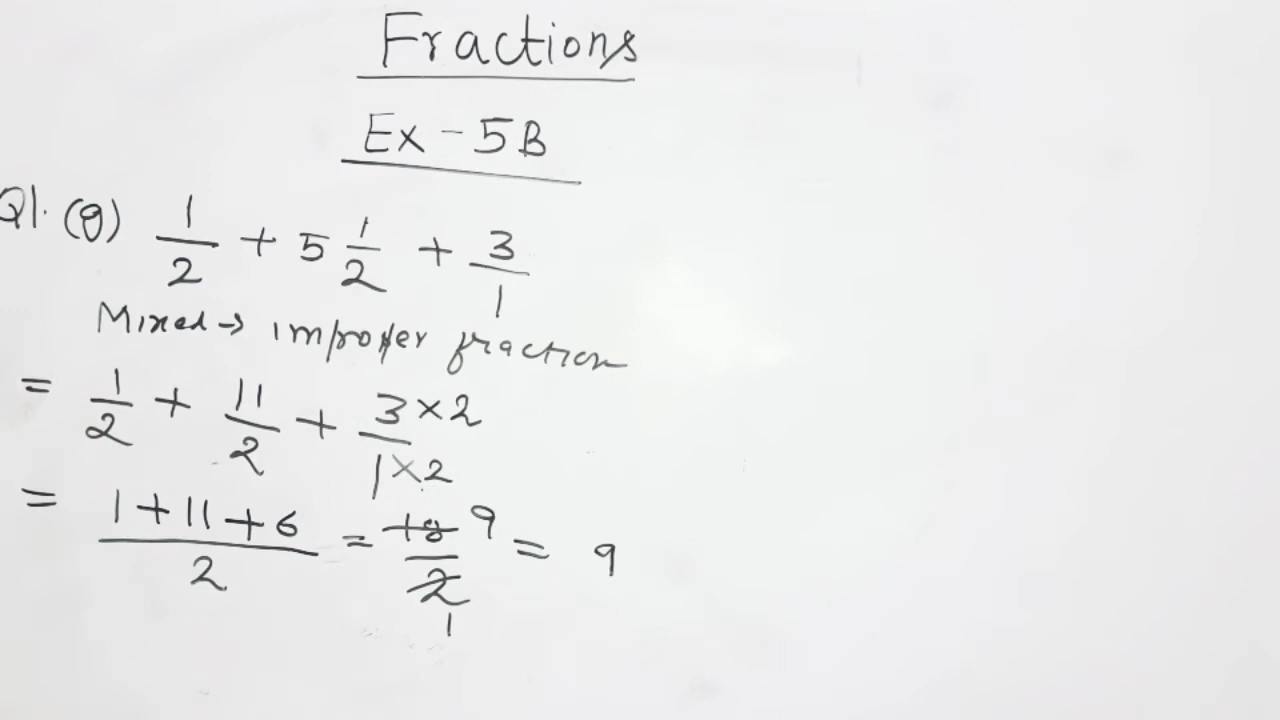 Fractions
Ex - 5B
Q1. (g) 1/2 + 5 1/2 + 3/1
Mixed → improper fraction
= 1/2 + 11/2 + 3×2/1×2
= 1+11+6/2 = 18/2 9/1 = 9